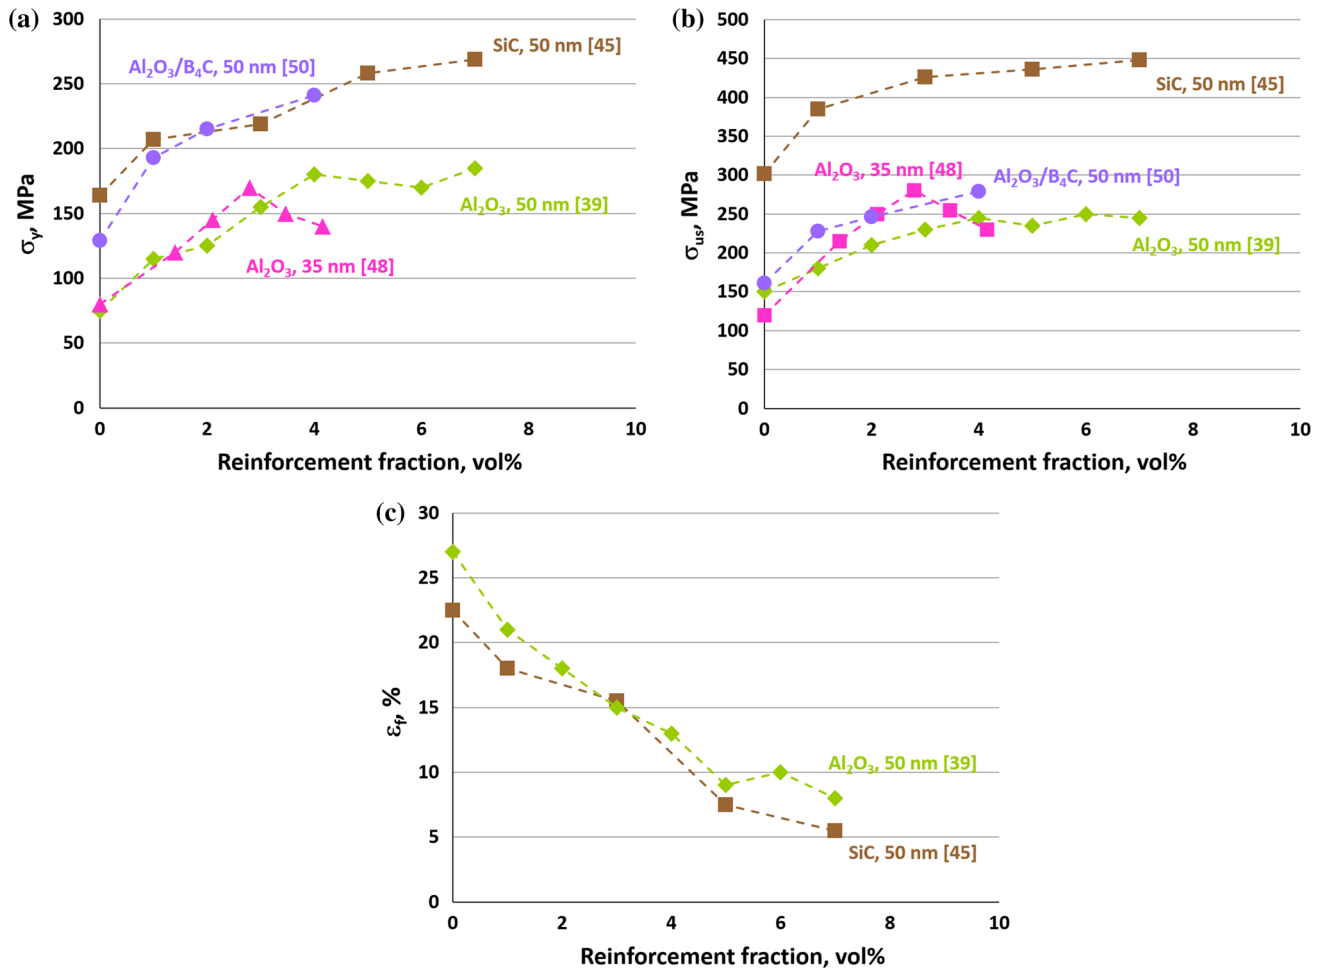 (a)
σy, MPa
300
250
200
150
100
50
0
0 2 4 6 8 10
Reinforcement fraction, vol%
SiC, 50 nm [45]
Al₂O₃/B₄C, 50 nm [50]
Al₂O₃, 50 nm [39]
Al₂O₃, 35 nm [48]
(b)
σus, MPa
500
450
400
350
300
250
200
150
100
50
0
0 2 4 6 8 10
Reinforcement fraction, vol%
SiC, 50 nm [45]
Al₂O₃, 35 nm [48]
Al₂O₃/B₄C, 50 nm [50]
Al₂O₃, 50 nm [39]
(c)
εf, %
30
25
20
15
10
5
0
0 2 4 6 8 10
Reinforcement fraction, vol%
Al₂O₃, 50 nm [39]
SiC, 50 nm [45]